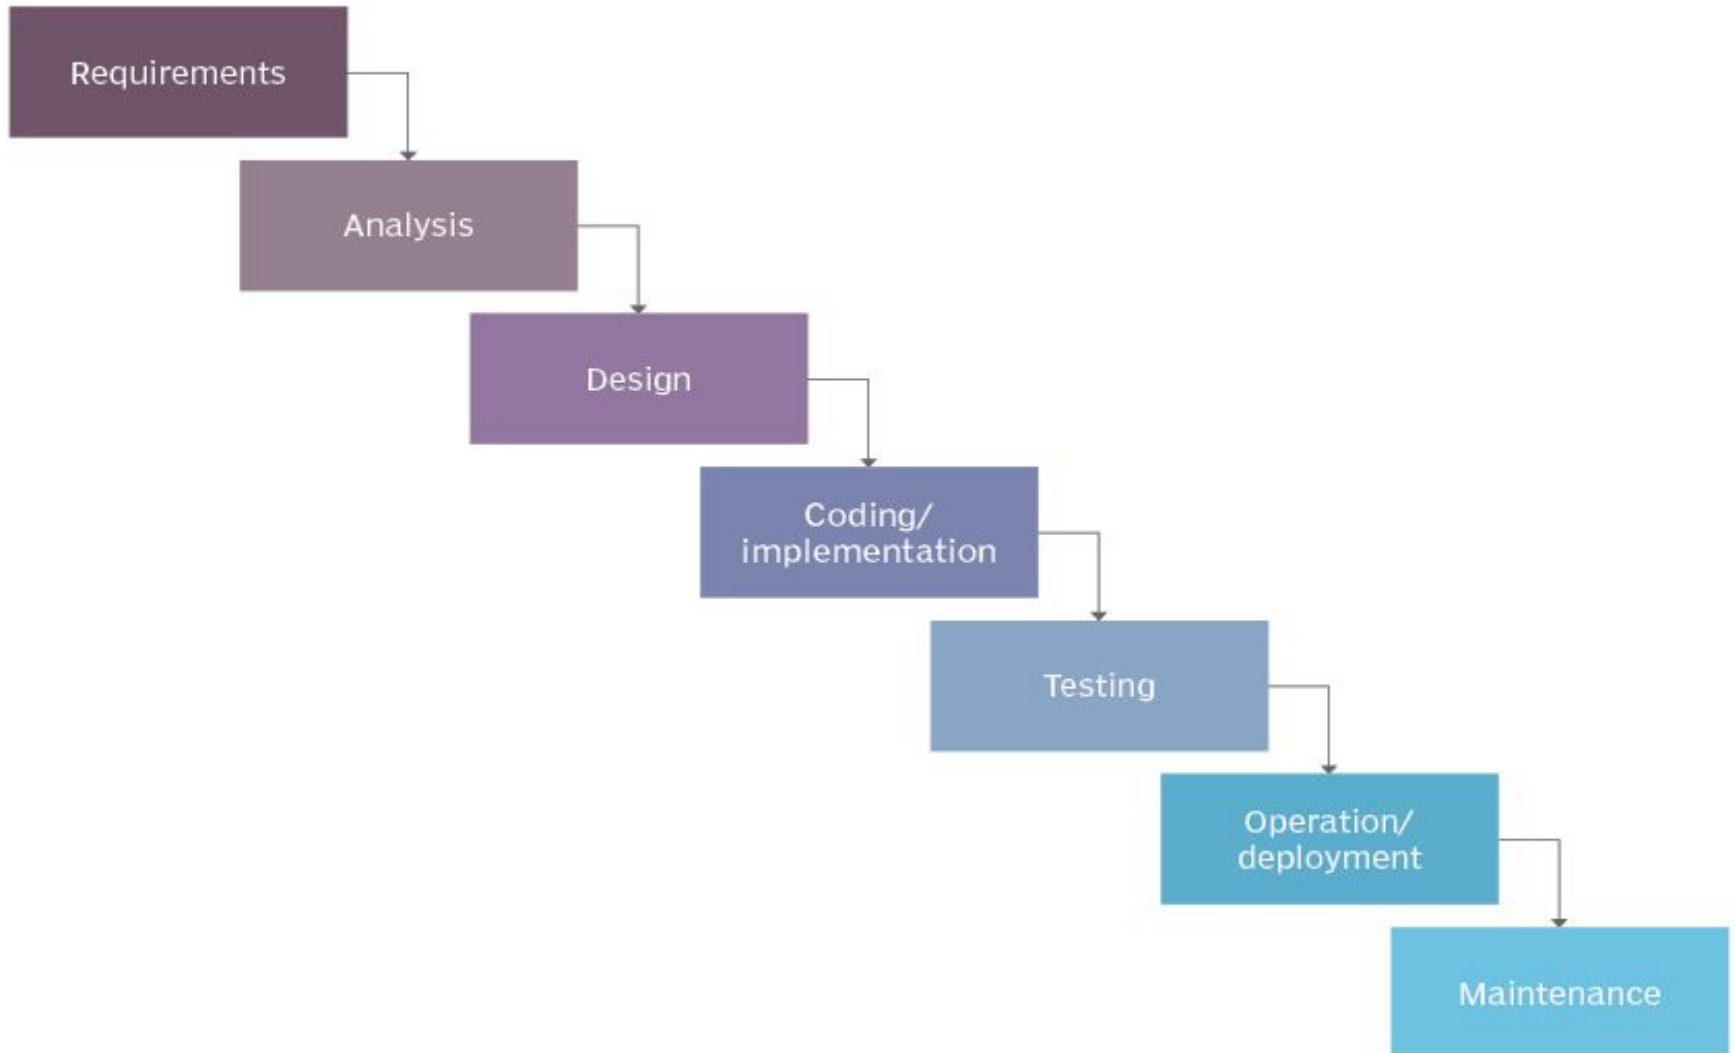 Requirements
Analysis
Design
Coding/
implementation
Testing
Operation/
deployment
Maintenance